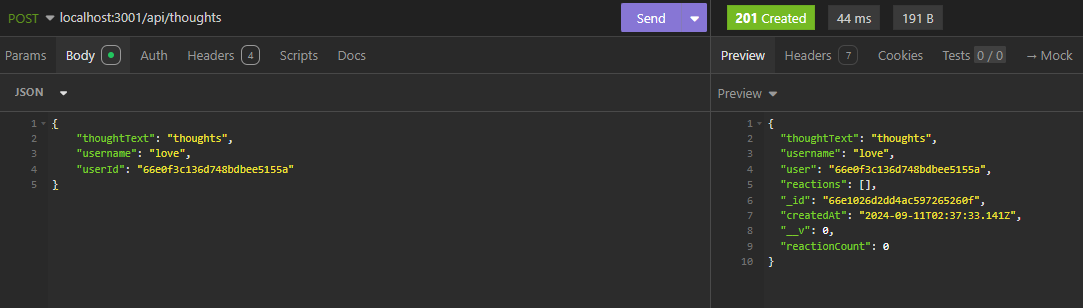 POST localhost:3001/api/thoughts Send 201 Created 44 ms 191 B
Params Body Auth Headers 4 Scripts Docs Preview Headers 7 Cookies Tests 0 / 0 → Mock
JSON Preview
1 {
2 "thoughtText": "thoughts",
3 "username": "love",
4 "userId": "66e0f3c136d748bdbee5155a"
5 }
1 {
2 "thoughtText": "thoughts",
3 "username": "love",
4 "user": "66e0f3c136d748bdbee5155a",
5 "reactions": [],
6 "_id": "66e1026d2dd4ac597265260f",
7 "createdAt": "2024-09-11T02:37:33.141Z",
8 "__v": 0,
9 "reactionCount": 0
10 }